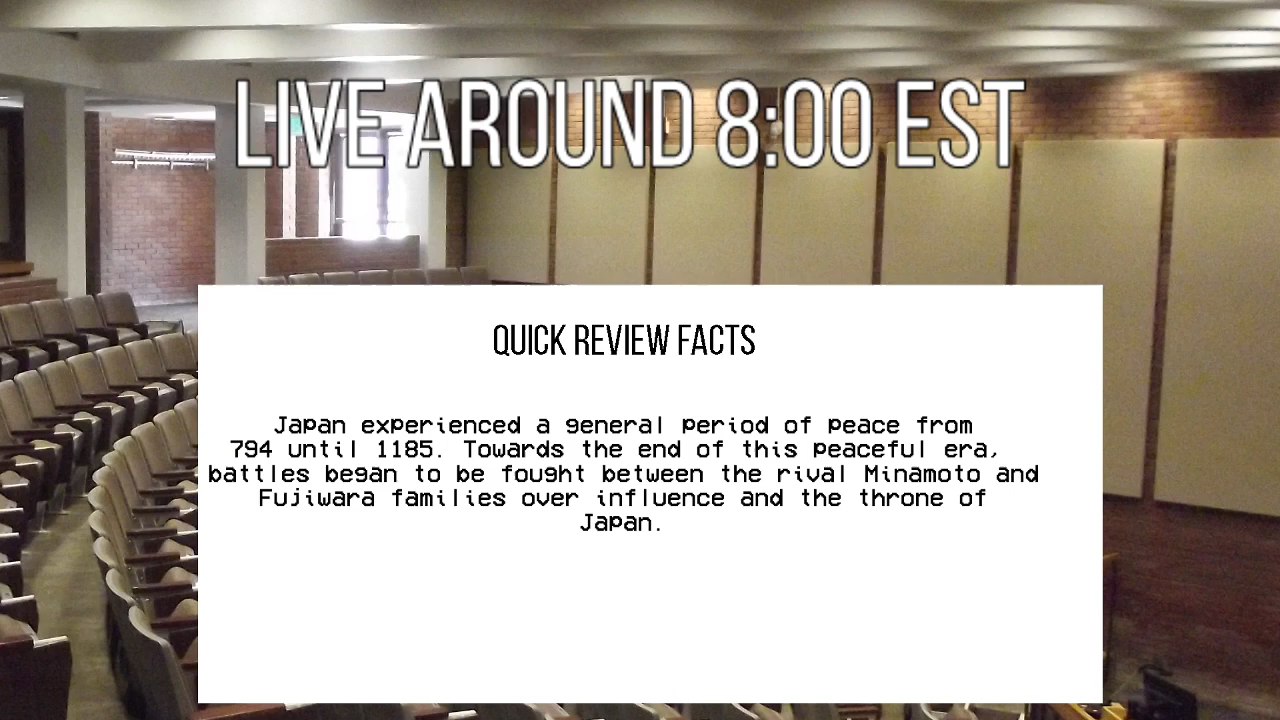 LIVE AROUND 8:00 EST
QUICK REVIEW FACTS
Japan experienced a general period of peace from
794 until 1185. Towards the end of this peaceful era,
battles began to be fought between the rival Minamoto and
Fujiwara families over influence and the throne of
Japan.